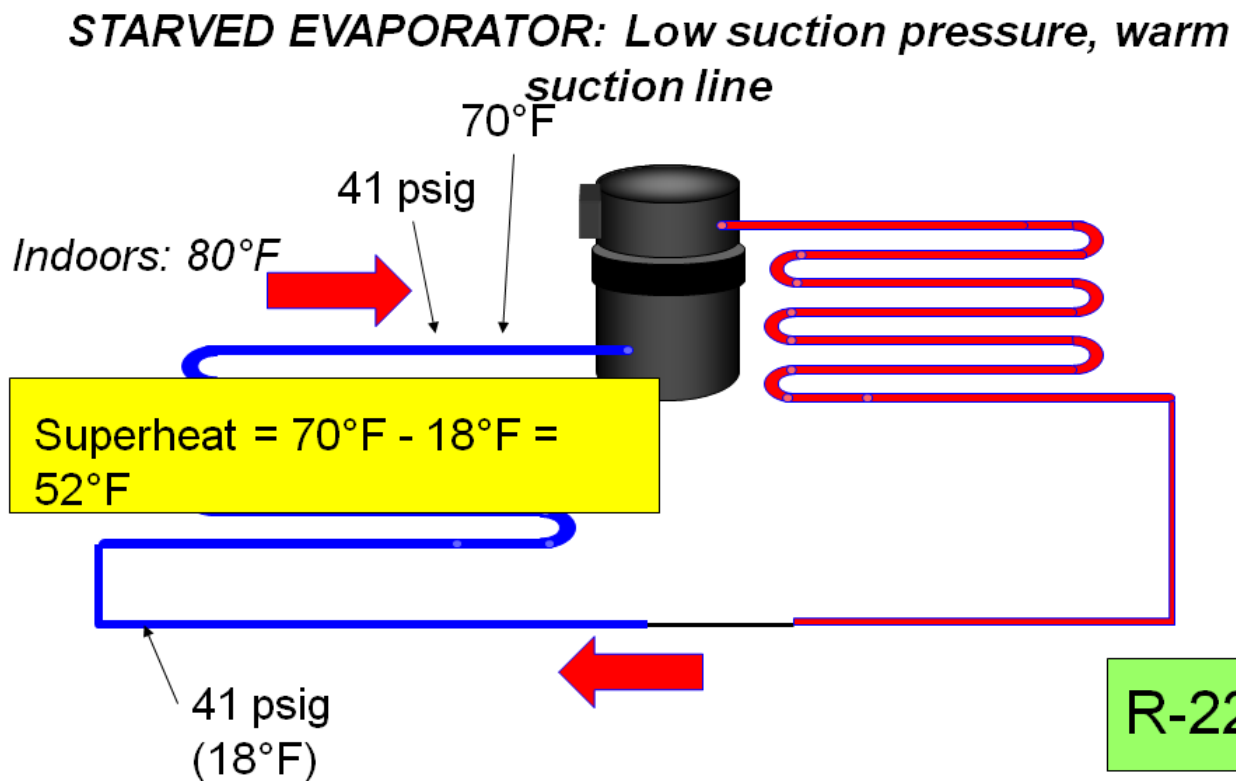 STARVED EVAPORATOR: Low suction pressure, warm
suction line
70°F
41 psig
Indoors: 80°F
Superheat = 70°F - 18°F =
52°F
41 psig
(18°F)
R-22